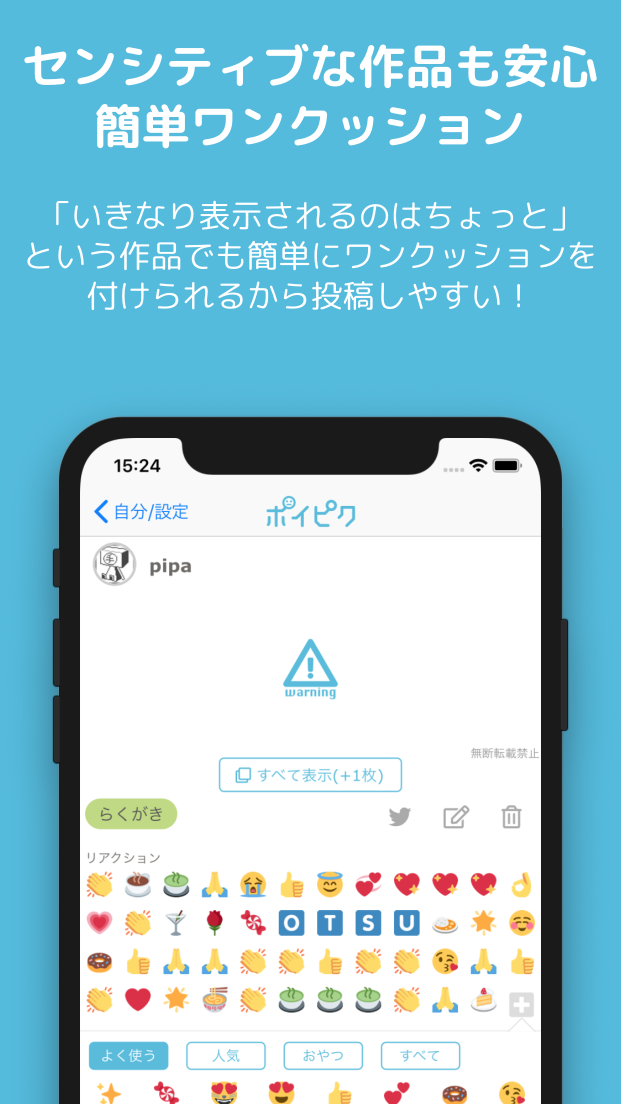 センシティブな作品も安心
簡単ワンクッション
「いきなり表示されるのはちょっと」
という作品でも簡単にワンクッションを
付けられるから投稿しやすい！
15:24
自分/設定
ポイピク
pipa
warning
無断転載禁止
すべて表示(+1枚)
らくがき
リアクション
O T S U
よく使う
人気
おやつ
すべて